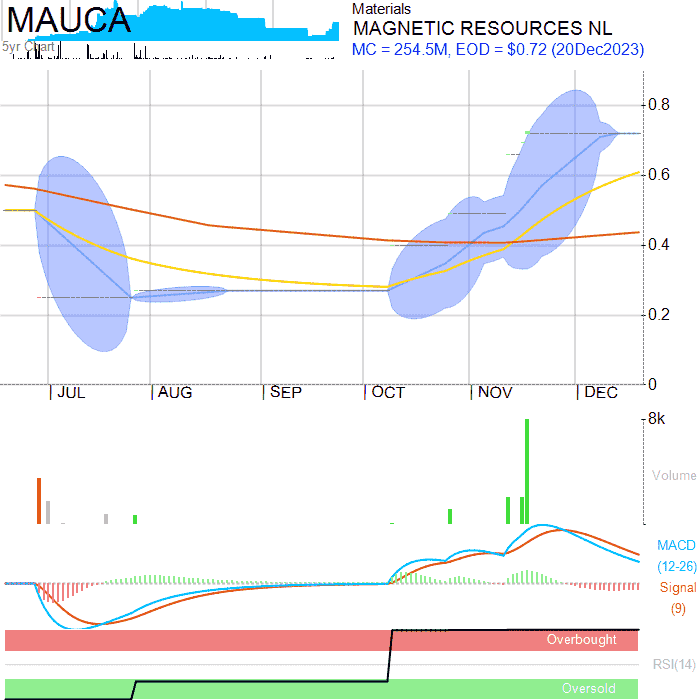 MAUCA
5yr Chart
Materials
MAGNETIC RESOURCES NL
MC = 254.5M, EOD = $0.72 (20Dec2023)
0.8
0.6
0.4
0.2
0
JUL AUG SEP OCT NOV DEC
8k
Volume
MACD
(12-26)
Signal
(9)
Overbought
RSI(14)
Oversold